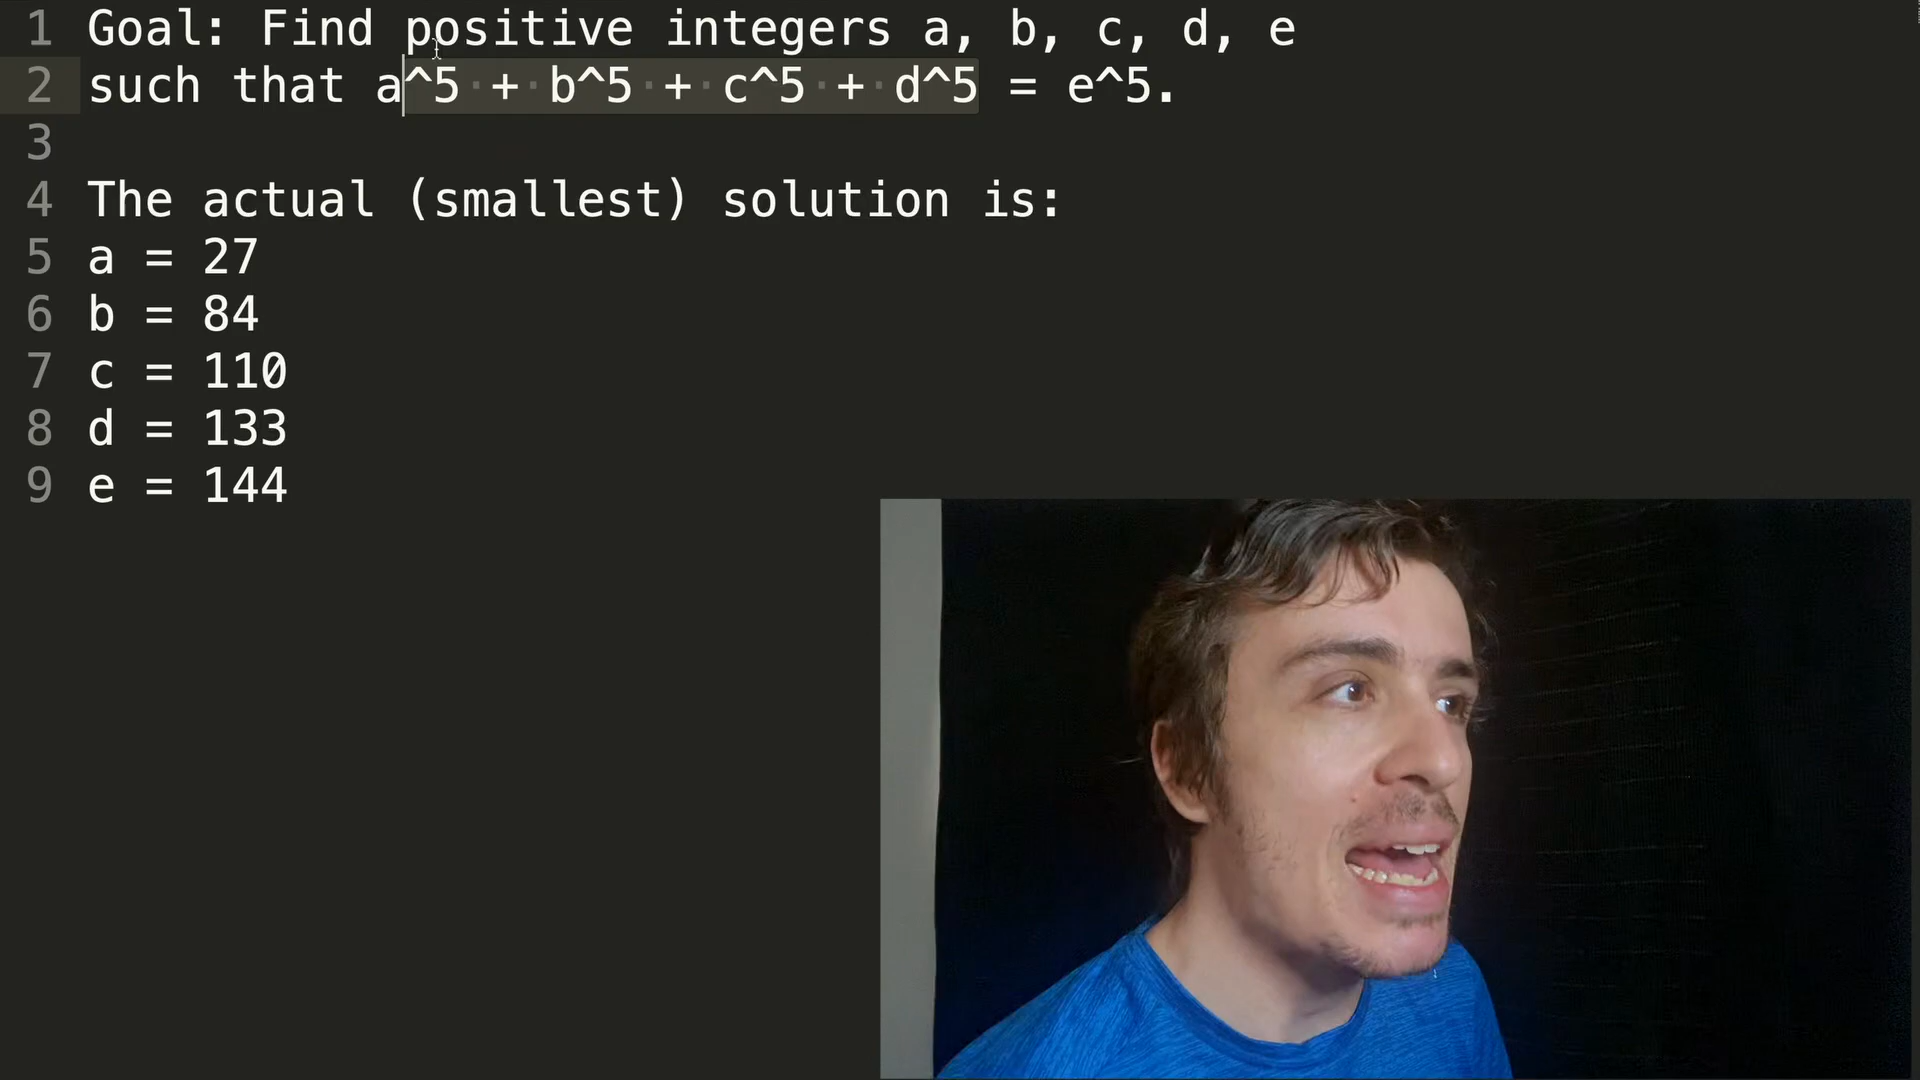 1 Goal: Find positive integers a, b, c, d, e
2 such that a^5 + b^5 + c^5 + d^5 = e^5.
3
4 The actual (smallest) solution is:
5 a = 27
6 b = 84
7 c = 110
8 d = 133
9 e = 144